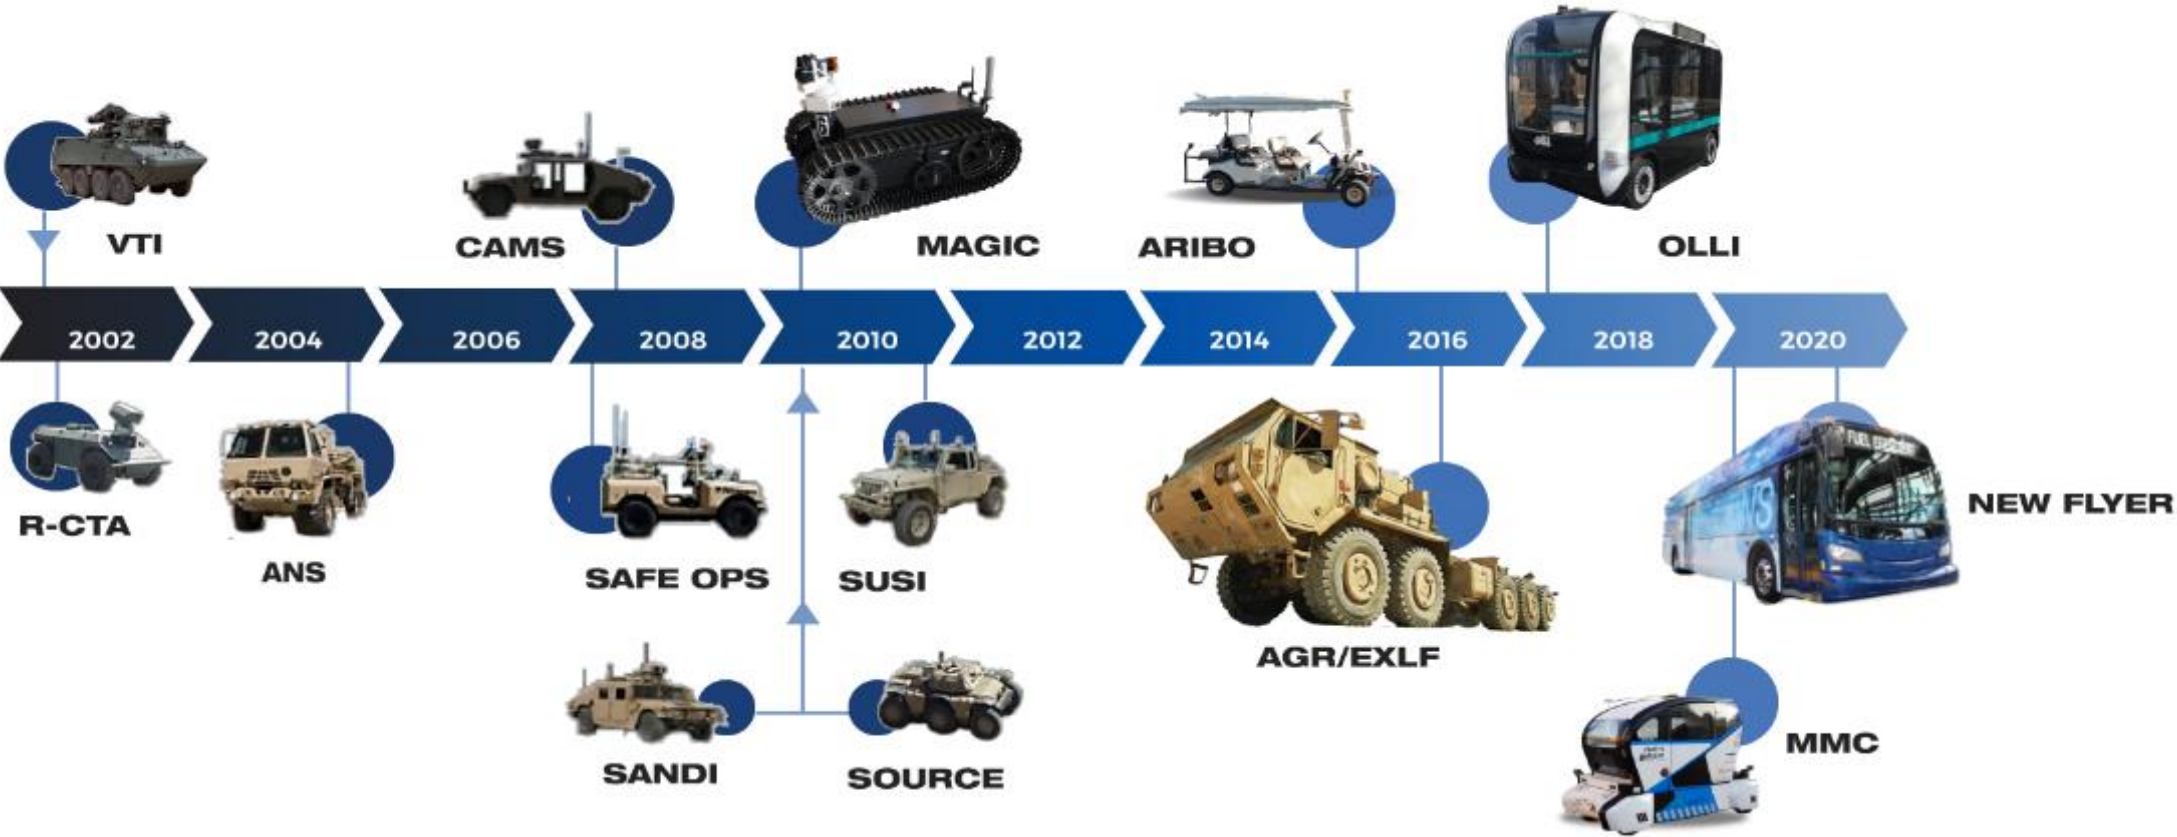 VTI
CAMS
MAGIC
ARIBO
OLLI
2002
2004
2006
2008
2010
2012
2014
2016
2018
2020
R-CTA
ANS
SAFE OPS
SUSI
AGR/EXLF
NEW FLYER
SANDI
SOURCE
MMC